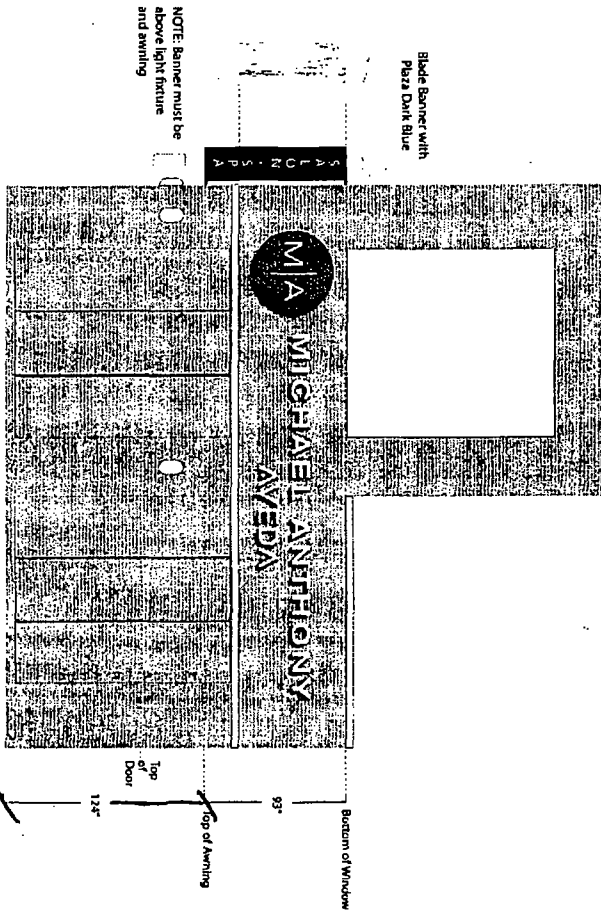 Blade Banner with
Plaza Dark Blue
SALON · SPA
NOTE: Banner must be
above light fixture
and awning
M|A
MICHAEL ANTHONY
AVEDA
Bottom of Window
93"
Top of Awning
Top
of
Door
124"